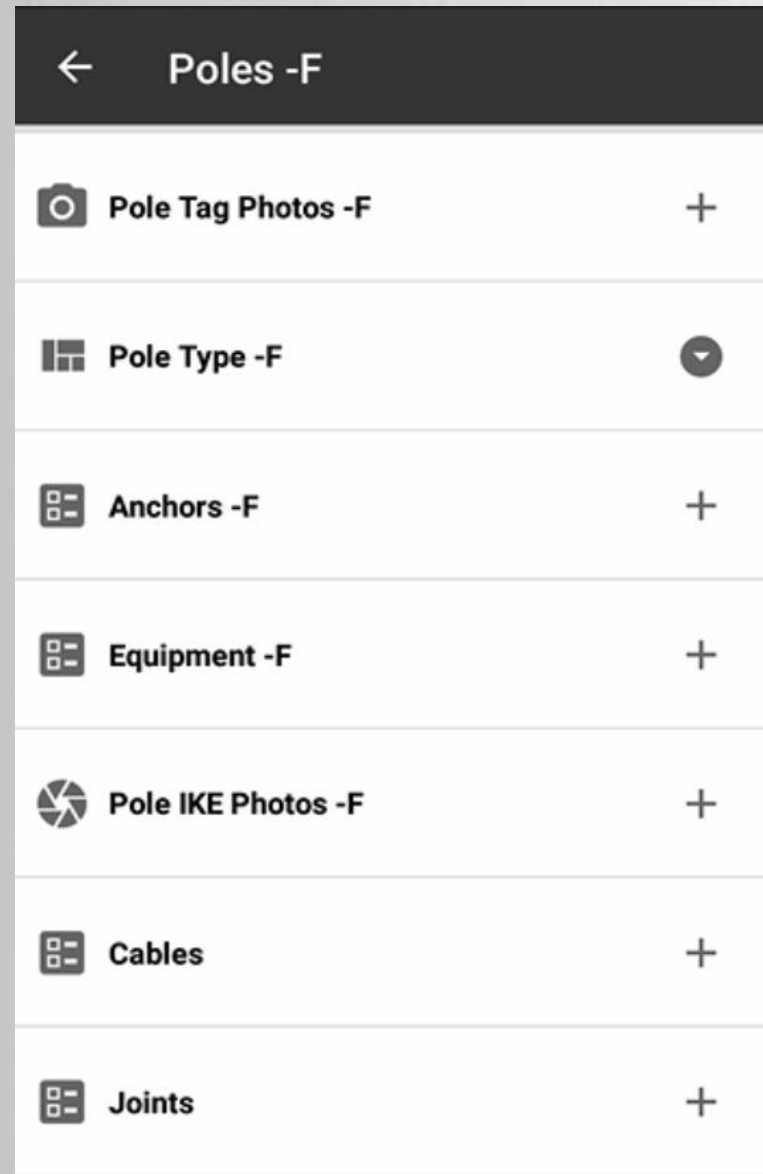 Poles -F
Pole Tag Photos -F
Pole Type -F
Anchors -F
Equipment -F
Pole IKE Photos -F
Cables
Joints